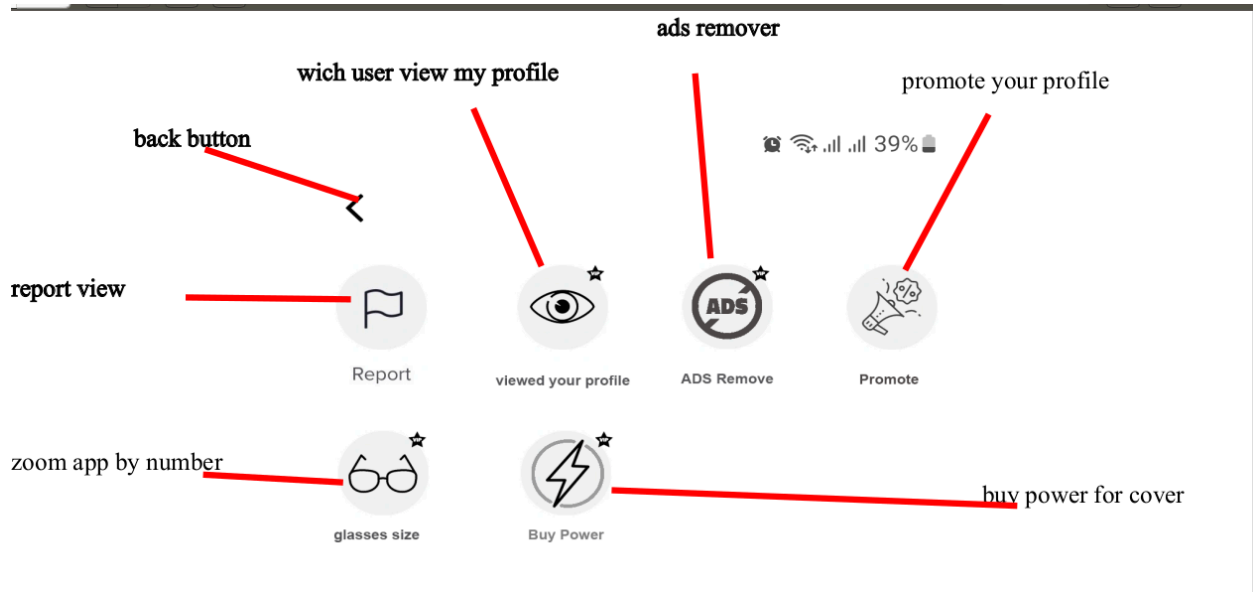 ads remover
wich user view my profile
promote your profile
back button
39%
report view
ADS
Report
viewed your profile
ADS Remove
Promote
zoom app by number
buy power for cover
glasses size
Buy Power